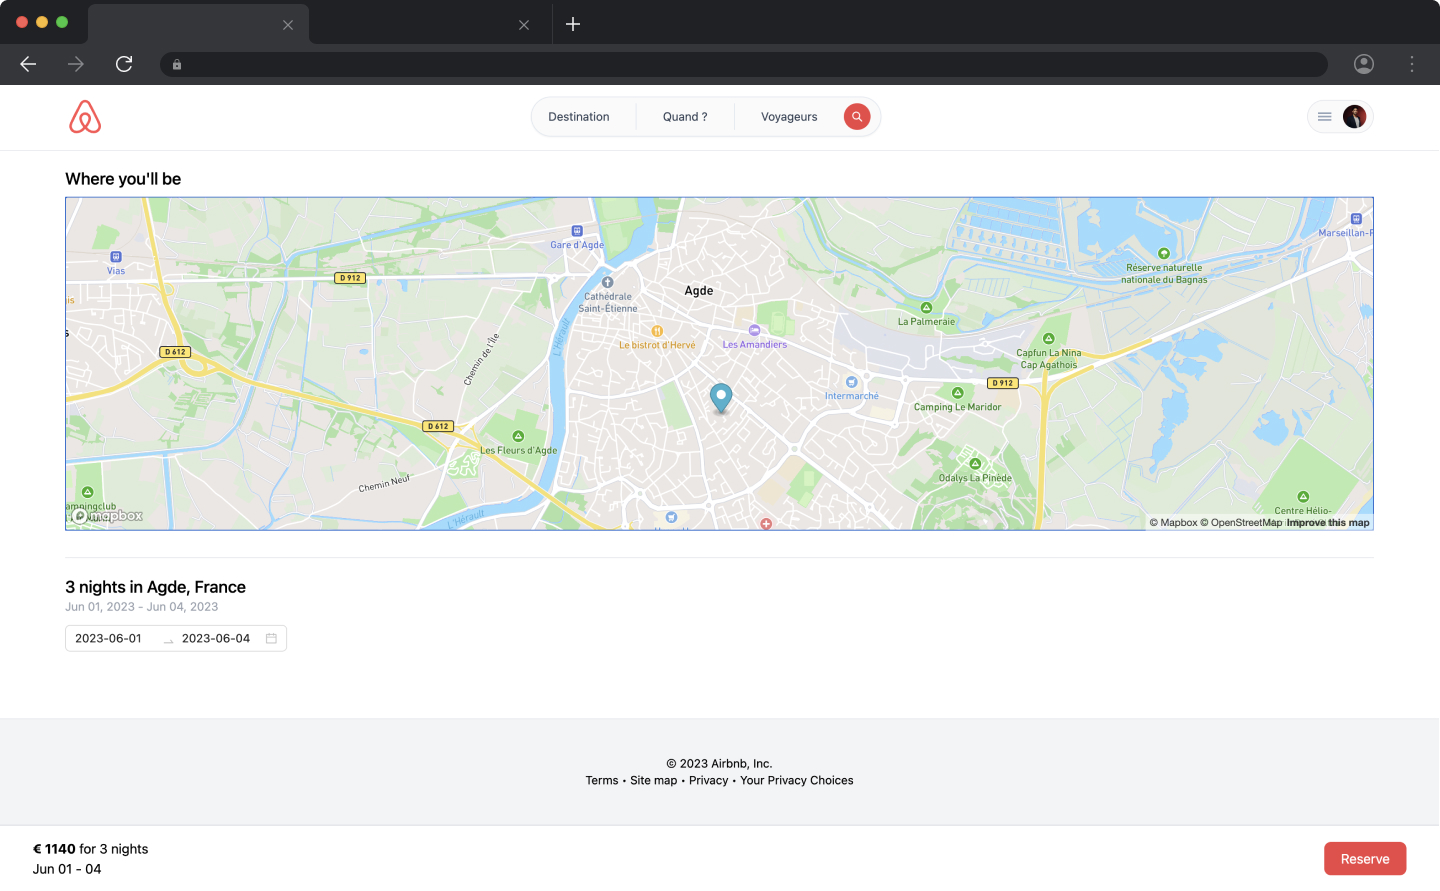 Destination
Quand ?
Voyageurs
Where you'll be
Marseillan-F
Gare d'Agde
Vias
Réserve naturelle
nationale du Bagnas
D 912
Agde
Cathédrale
Saint-Étienne
is
s
La Palmeraie
L'Hérault
Le bistrot d'Hervé
Les Amandiers
D 612
Chemin de l'Île
Capfun La Nina
Cap Agathois
D 912
Intermarché
Camping Le Maridor
D 612
Les Fleurs d'Agde
Chemin Neuf
Odalys La Pinède
ampingclub
mapbox
L'Hérault
Centre Hélio-
© Mapbox © OpenStreetMap Improve this map
3 nights in Agde, France
Jun 01, 2023 - Jun 04, 2023
2023-06-01
2023-06-04
© 2023 Airbnb, Inc.
Terms • Site map • Privacy • Your Privacy Choices
€ 1140 for 3 nights
Jun 01 - 04
Reserve